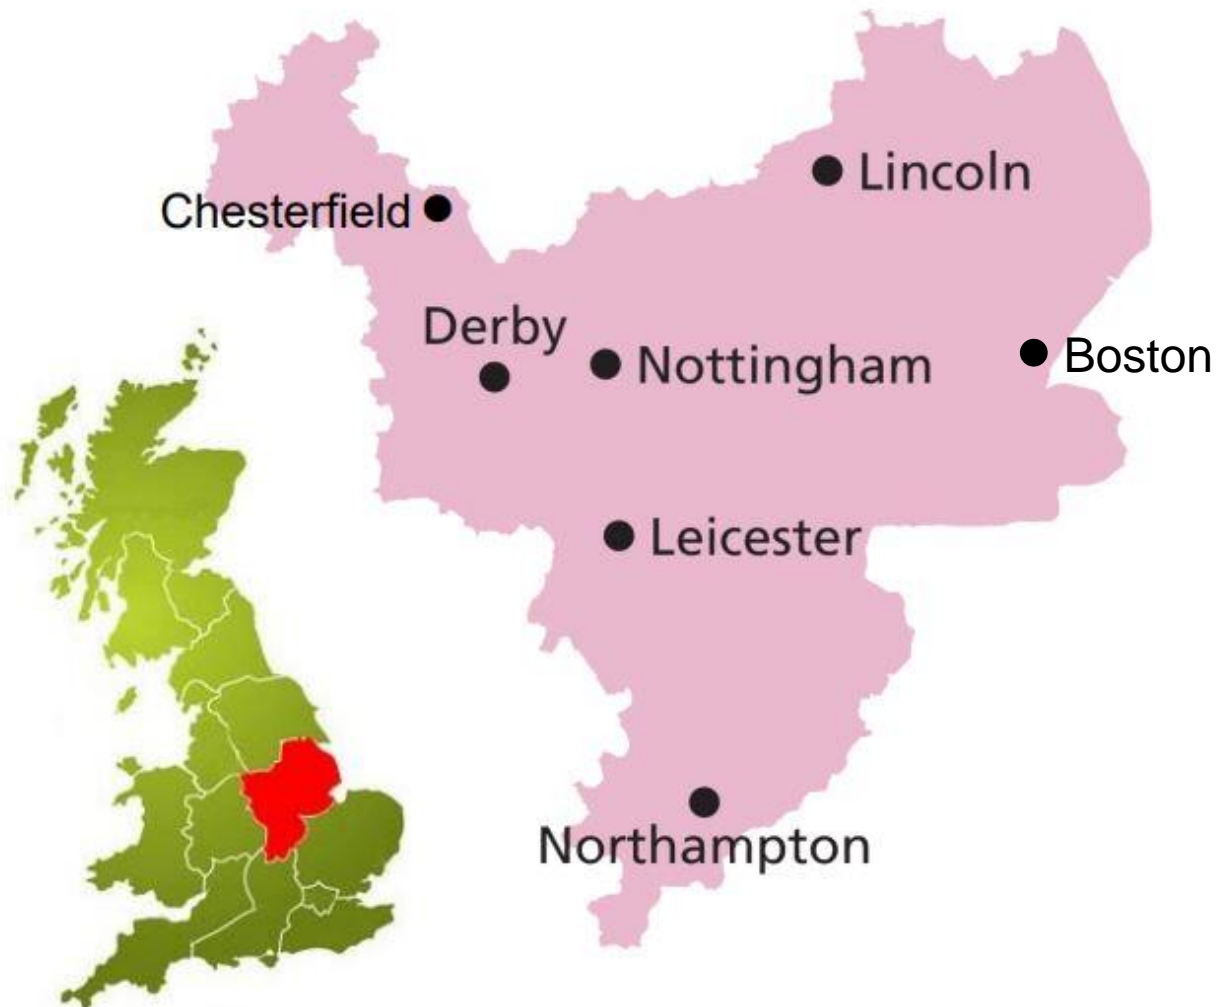 Lincoln
Chesterfield
Derby
Nottingham
Boston
Leicester
Northampton